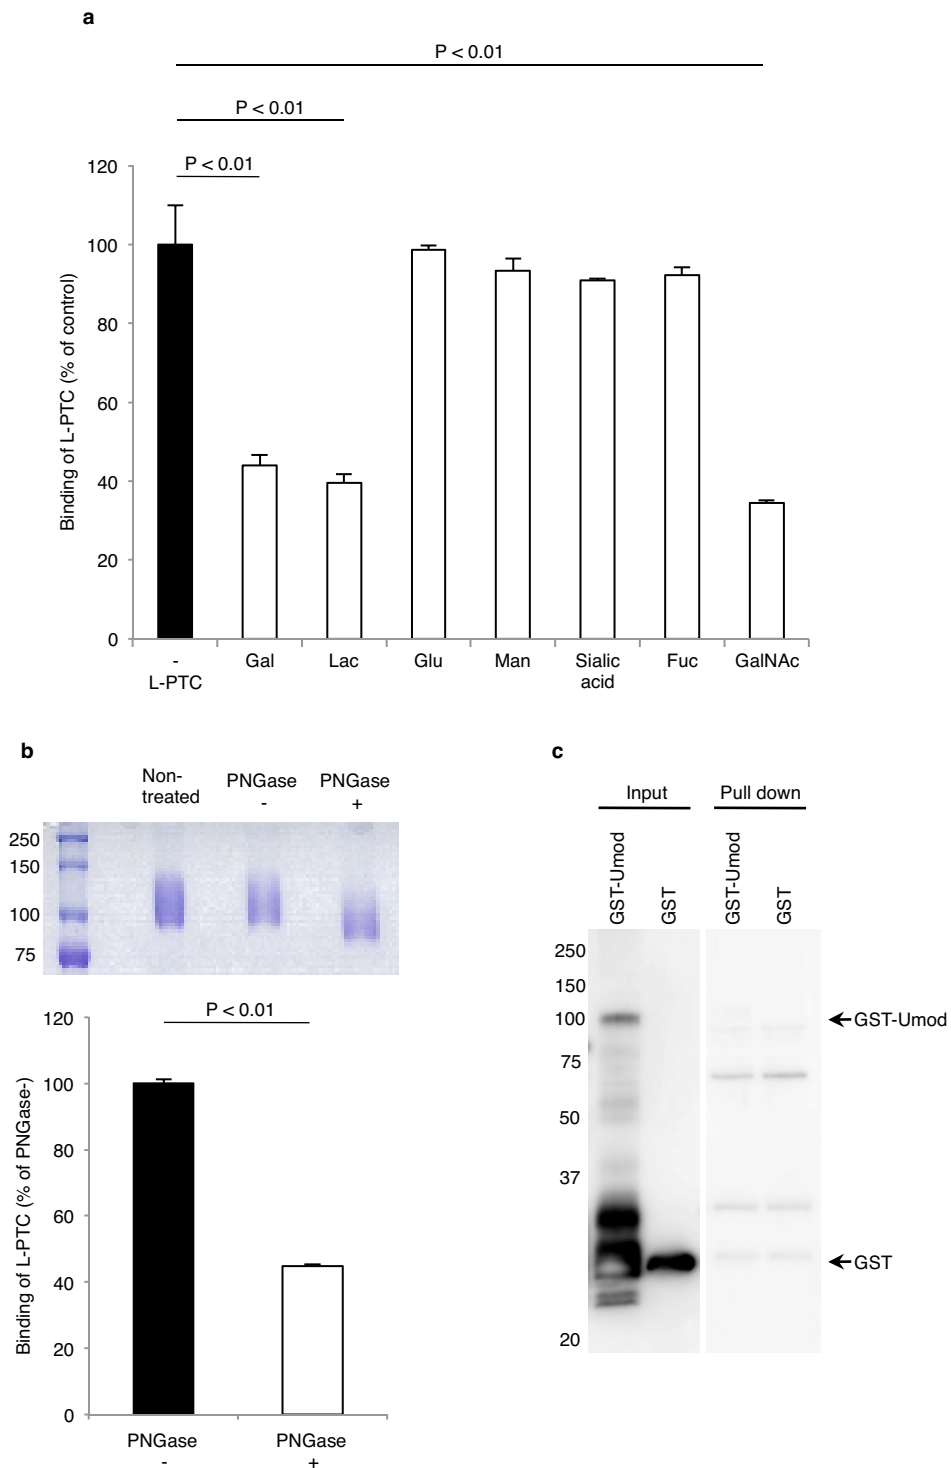 a
P < 0.01
P < 0.01
P < 0.01
Binding of L-PTC (% of control)
120
100
80
60
40
20
0
- Gal Lac Glu Man Sialic Fuc GalNAc
L-PTC acid
b
Non-
treated
PNGase
-
PNGase
+
250
150
100
75
P < 0.01
Binding of L-PTC (% of PNGase-)
120
100
80
60
40
20
0
PNGase PNGase
- +
c
Input Pull down
GST-Umod
GST
GST-Umod
GST
250
150
100
75
50
37
20
GST-Umod
GST